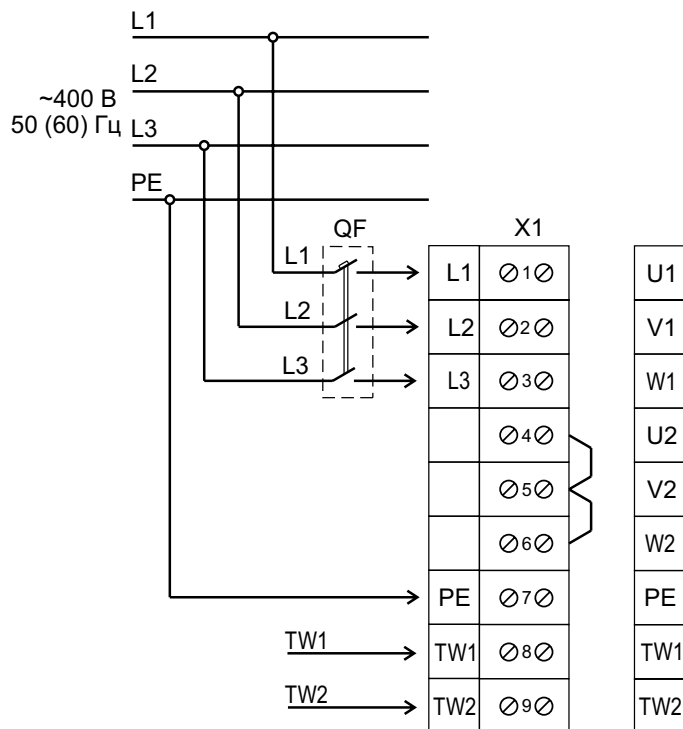 L1
L2
~400 В
50 (60) Гц
L3
PE
QF
X1
L1
L1
1
U1
L2
L2
2
V1
L3
L3
3
W1
4
U2
5
V2
6
W2
PE
7
PE
TW1
TW1
8
TW1
TW2
TW2
9
TW2